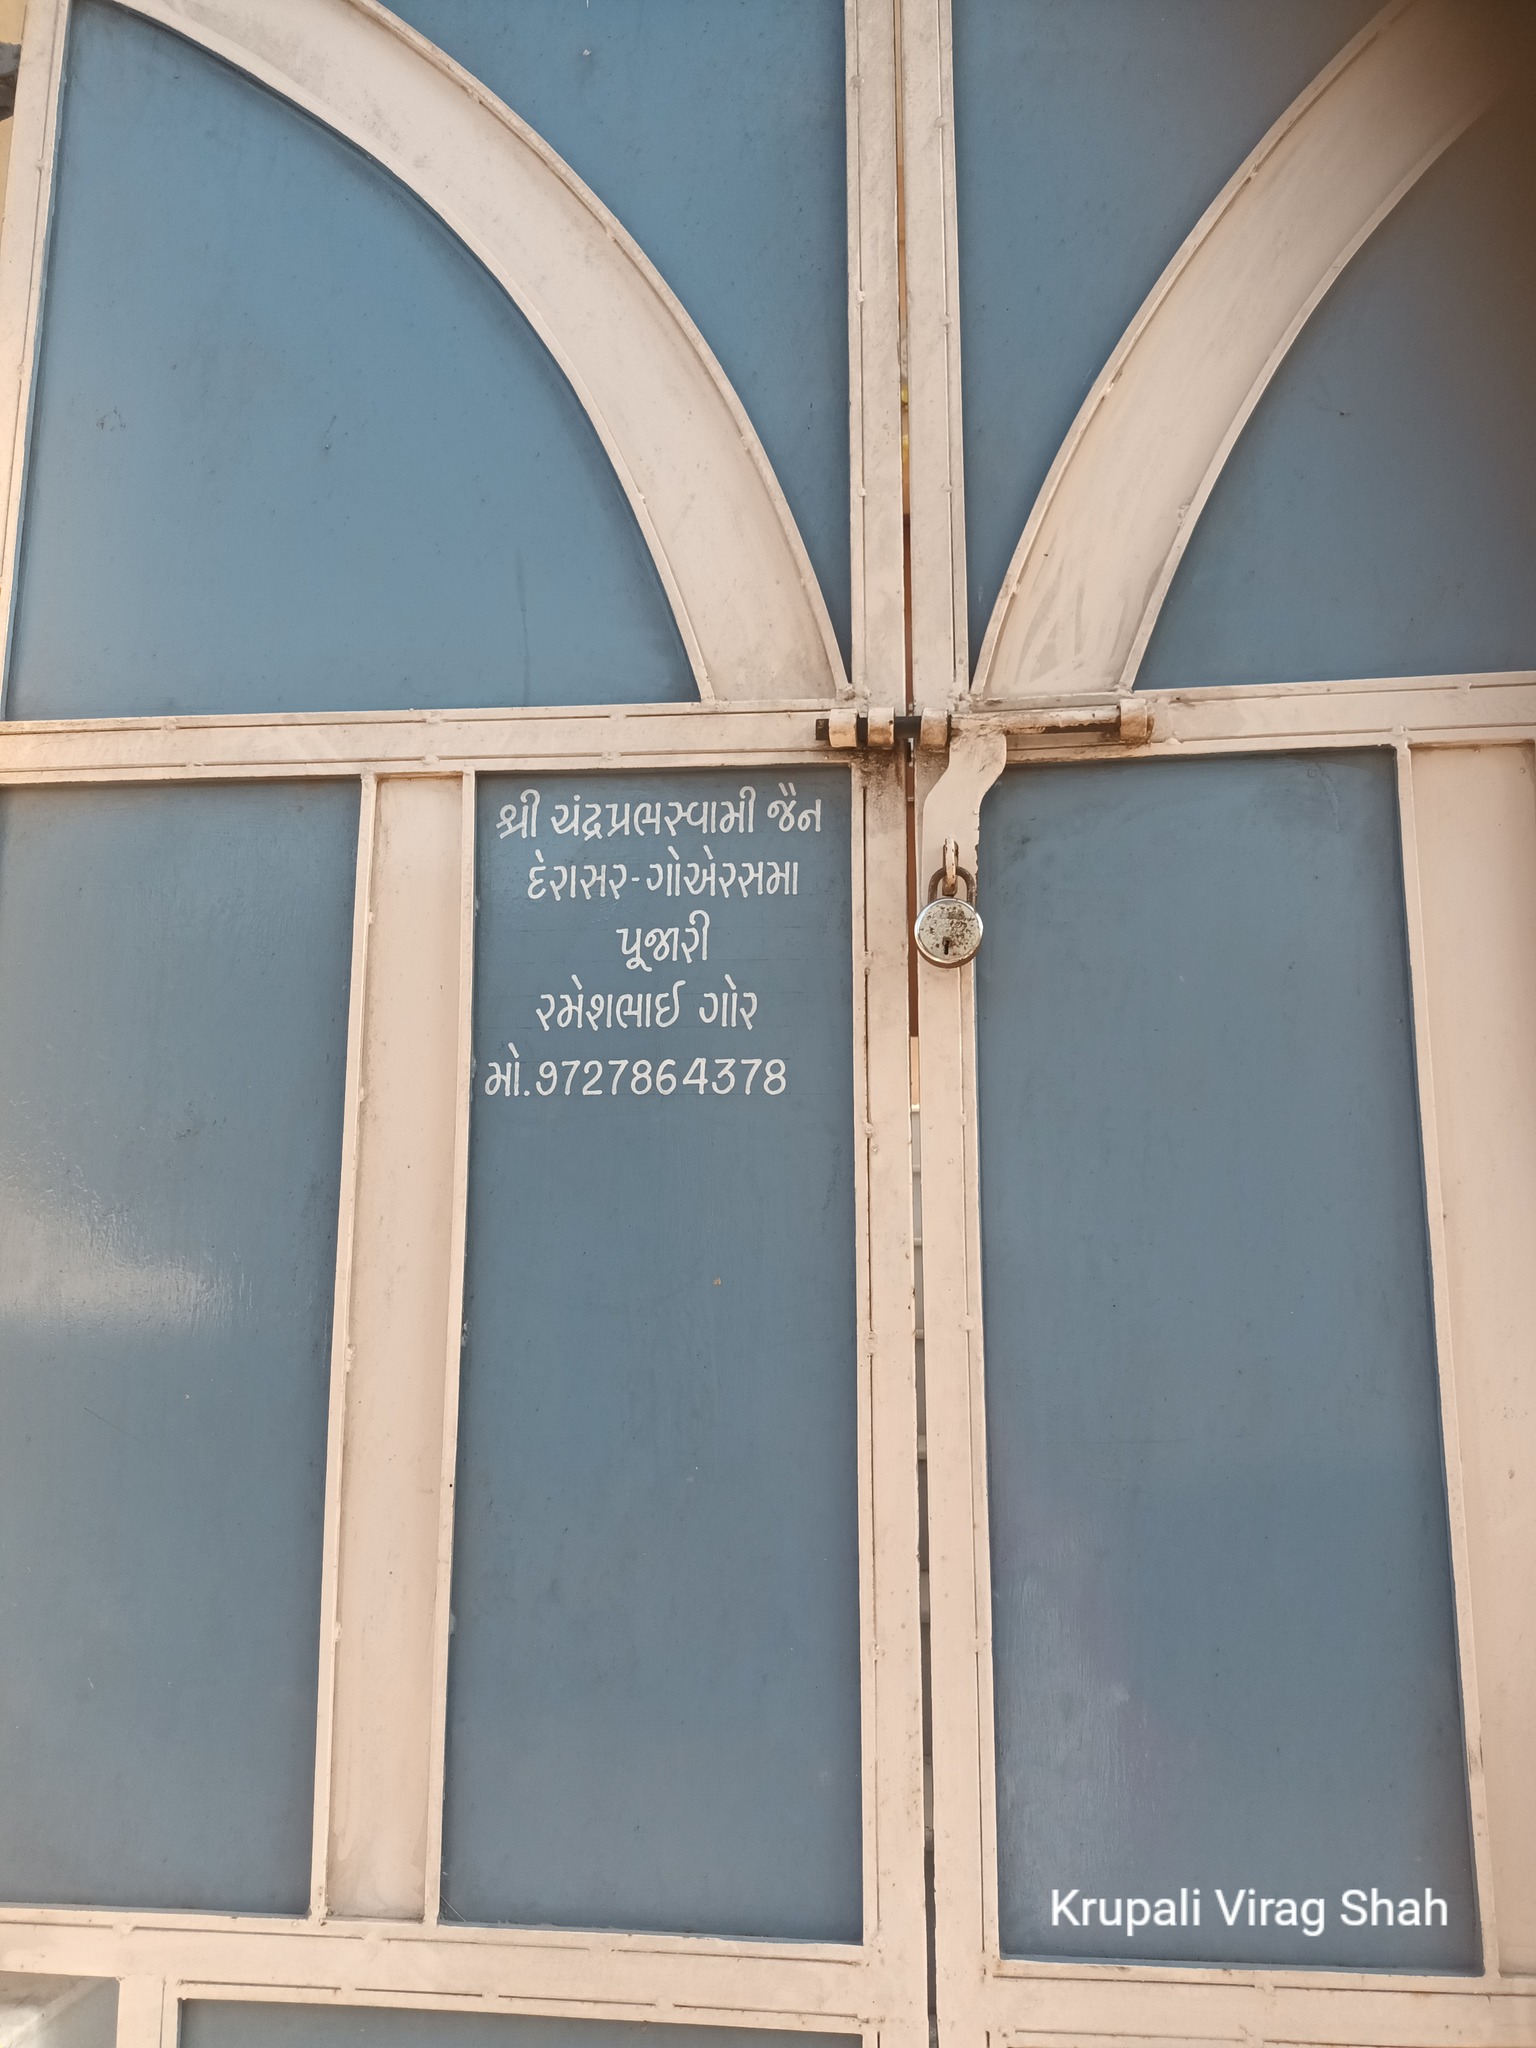 શ્રી ચંદ્રપ્રભસ્વામી જૈન
દેરાસર-ગોએરસમા
પૂજારી
રમેશભાઈ ગોર
મો.9727864378
Krupali Virag Shah